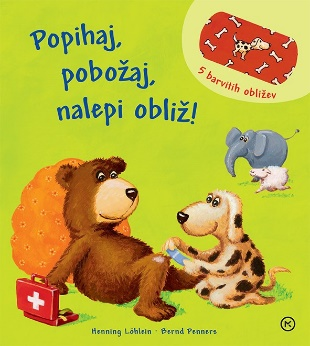 Popihaj,
pobožaj,
nalepi obliž!
5 barvitih obližev
Henning Löhlein - Bernd Penners